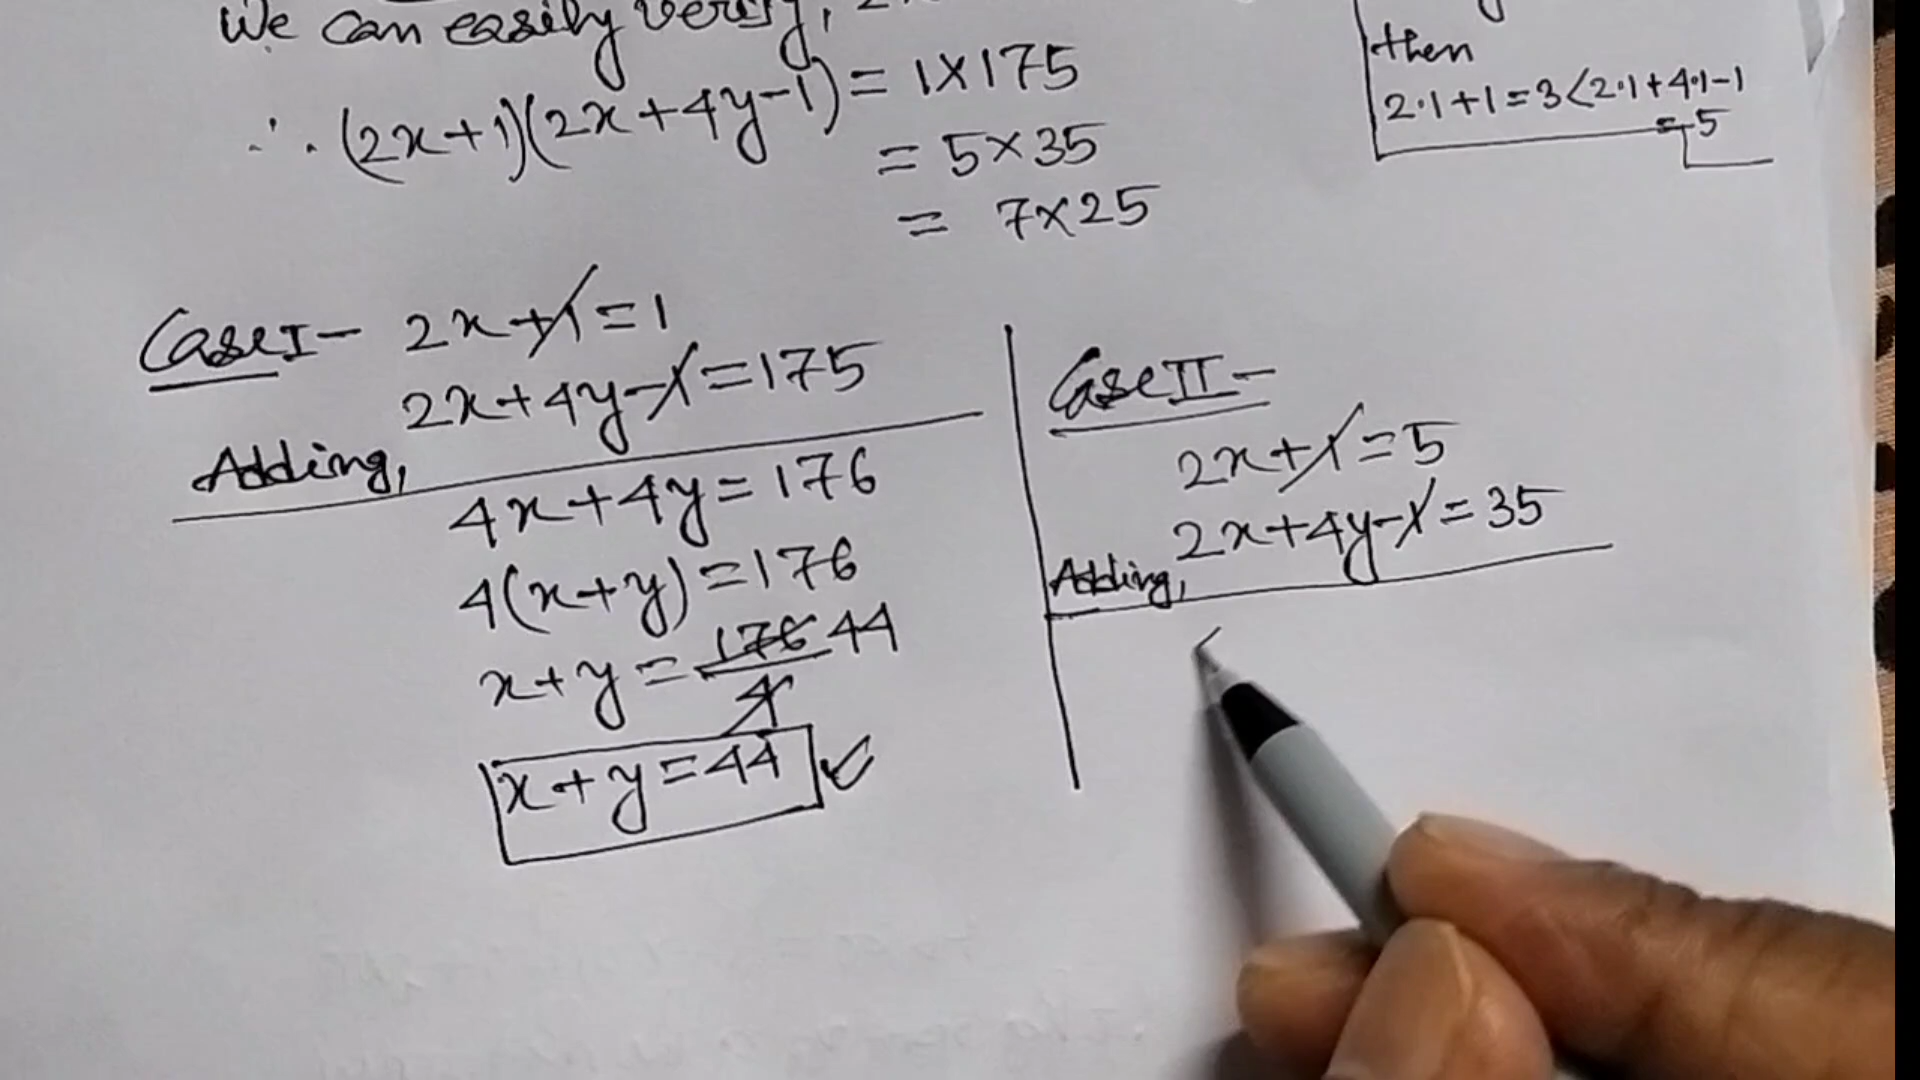 We can easily verify,
then
∴ (2x+1)(2x+4y-1) = 1×175
2·1+1=3<2·1+4·1-1
= 5
= 5×35
= 7×25
Case I - 2x+1=1
2x+4y-1=175
Adding,
4x+4y=176
4(x+y)=176
x+y=176/4 44
x+y=44 ✓
Case II -
2x+1=5
2x+4y-1=35
Adding,